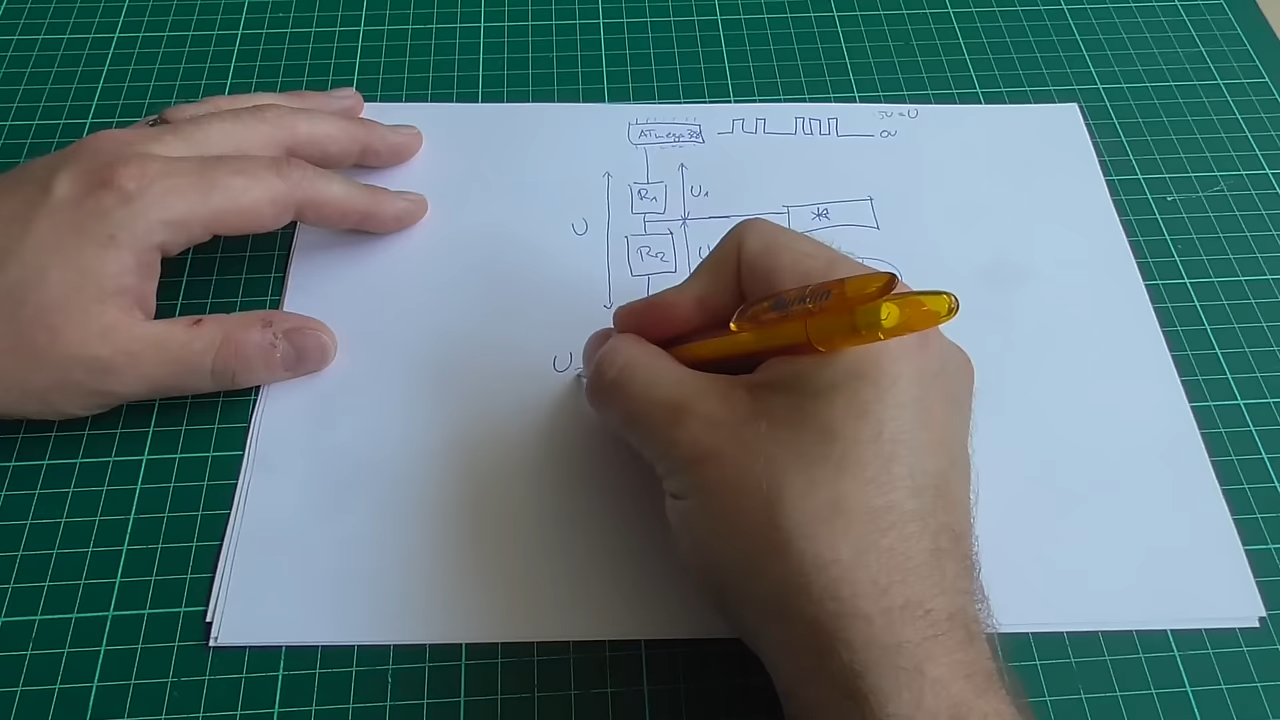 5V=U
ATmega328 0V
R1 U1
U
R2 U
U